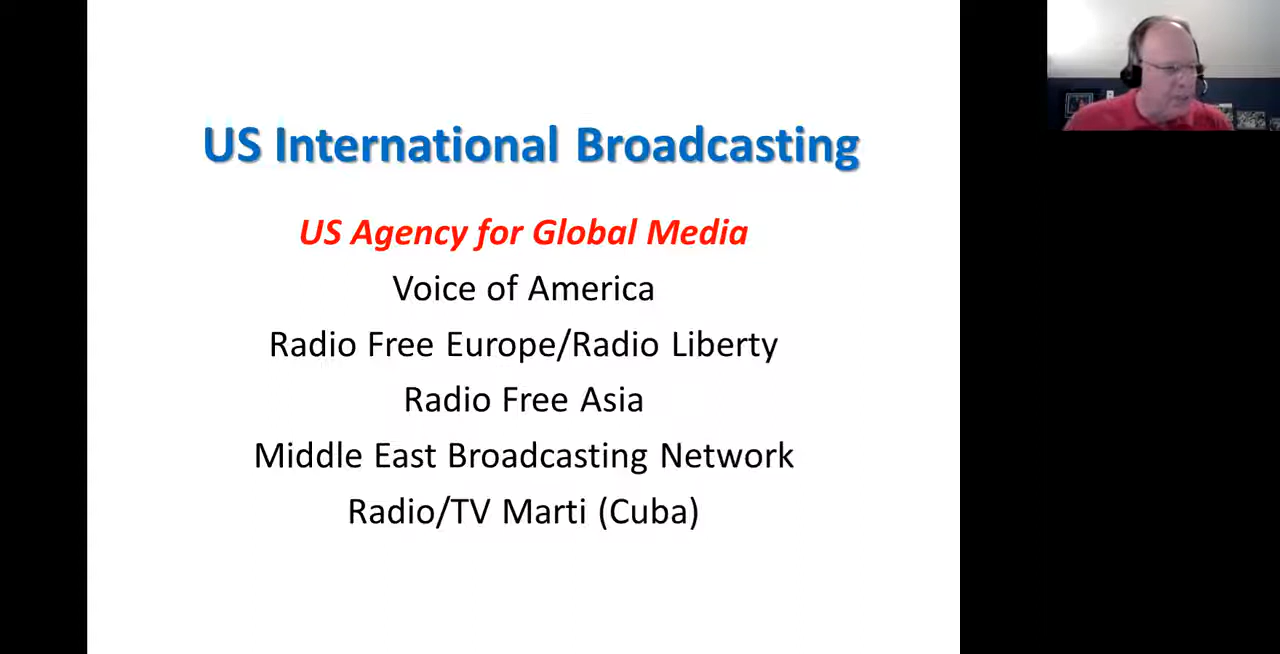 US International Broadcasting
US Agency for Global Media
Voice of America
Radio Free Europe/Radio Liberty
Radio Free Asia
Middle East Broadcasting Network
Radio/TV Marti (Cuba)